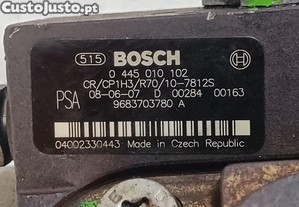 CustoJusto.pt
515 BOSCH
0 445 010 102
CR/CP1H3/R70/10-7812S
PSA 08-06-07 D 00284 00163
9683703780 A
04002330443 Made in Czech Republic